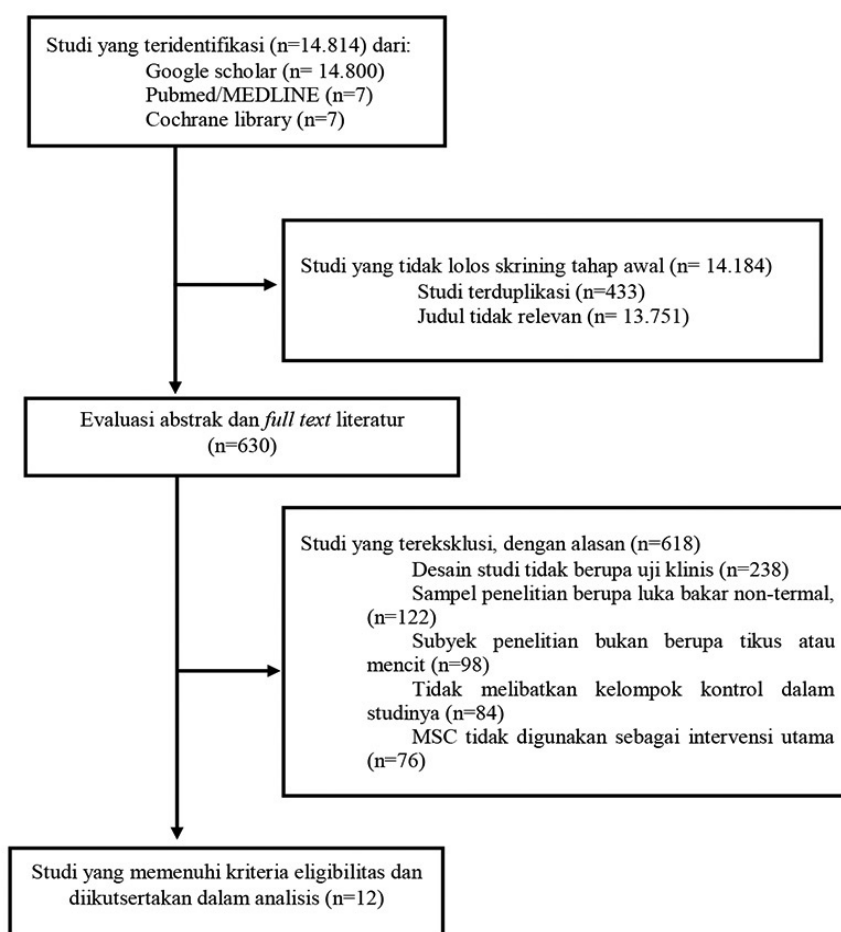 Studi yang teridentifikasi (n=14.814) dari:
Google scholar (n= 14.800)
Pubmed/MEDLINE (n=7)
Cochrane library (n=7)
Studi yang tidak lolos skrining tahap awal (n= 14.184)
Studi terduplikasi (n=433)
Judul tidak relevan (n= 13.751)
Evaluasi abstrak dan full text literatur
(n=630)
Studi yang tereksklusi, dengan alasan (n=618)
Desain studi tidak berupa uji klinis (n=238)
Sampel penelitian berupa luka bakar non-termal,
(n=122)
Subyek penelitian bukan berupa tikus atau
mencit (n=98)
Tidak melibatkan kelompok kontrol dalam
studinya (n=84)
MSC tidak digunakan sebagai intervensi utama
(n=76)
Studi yang memenuhi kriteria eligibilitas dan
diikutsertakan dalam analisis (n=12)